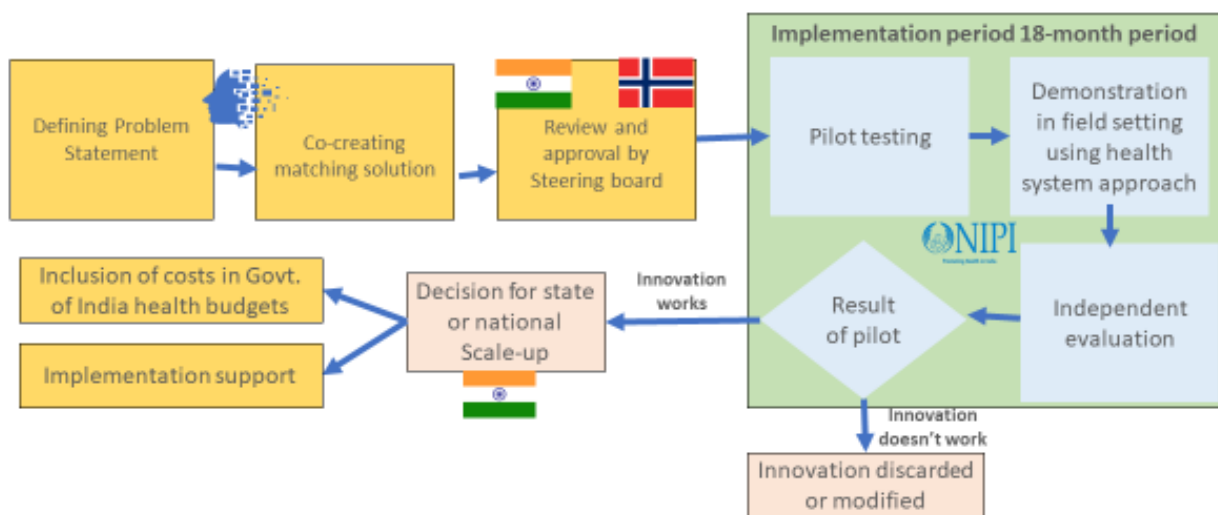 Implementation period 18-month period
Defining Problem
Statement
Co-creating
matching solution
Review and
approval by
Steering board
Pilot testing
Demonstration
in field setting
using health
system approach
NIPI
Independent
evaluation
Result
of pilot
Innovation
works
Innovation
doesn't work
Innovation discarded
or modified
Decision for state
or national
Scale-up
Inclusion of costs in Govt.
of India health budgets
Implementation support